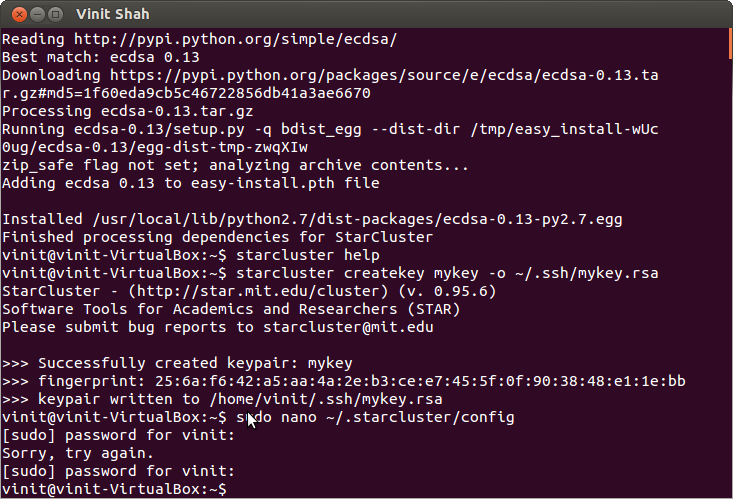 Vinit Shah
Reading http://pypi.python.org/simple/ecdsa/
Best match: ecdsa 0.13
Downloading https://pypi.python.org/packages/source/e/ecdsa/ecdsa-0.13.ta
r.gz#md5=1f60eda9cb5c46722856db41a3ae6670
Processing ecdsa-0.13.tar.gz
Running ecdsa-0.13/setup.py -q bdist_egg --dist-dir /tmp/easy_install-wUc
0ug/ecdsa-0.13/egg-dist-tmp-zwqXIw
zip_safe flag not set; analyzing archive contents...
Adding ecdsa 0.13 to easy-install.pth file
Installed /usr/local/lib/python2.7/dist-packages/ecdsa-0.13-py2.7.egg
Finished processing dependencies for StarCluster
vinit@vinit-VirtualBox:~$ starcluster help
vinit@vinit-VirtualBox:~$ starcluster createkey mykey -o ~/.ssh/mykey.rsa
StarCluster - (http://star.mit.edu/cluster) (v. 0.95.6)
Software Tools for Academics and Researchers (STAR)
Please submit bug reports to starcluster@mit.edu
>>> Successfully created keypair: mykey
>>> fingerprint: 25:6a:f6:42:a5:aa:4a:2e:b3:ce:e7:45:5f:0f:90:38:48:e1:1e:bb
>>> keypair written to /home/vinit/.ssh/mykey.rsa
vinit@vinit-VirtualBox:~$ sudo nano ~/.starcluster/config
[sudo] password for vinit:
Sorry, try again.
[sudo] password for vinit:
vinit@vinit-VirtualBox:~$